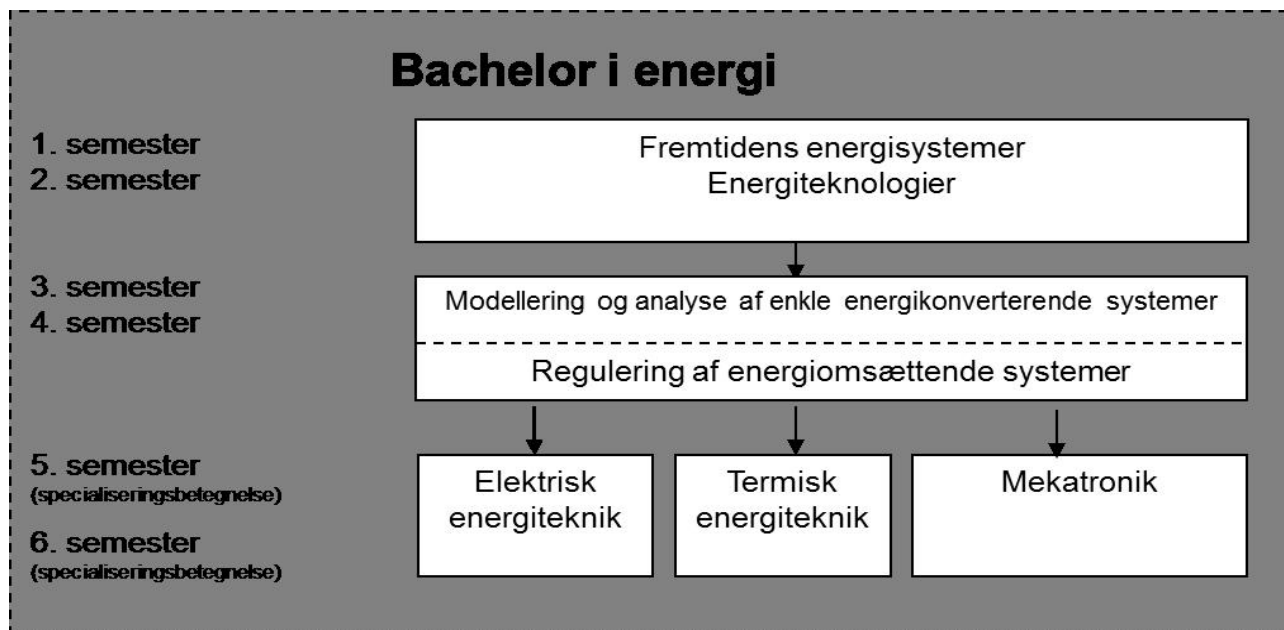 Bachelor i energi
1. semester
2. semester
Fremtidens energisystemer
Energiteknologier
3. semester
4. semester
Modellering og analyse af enkle energikonverterende systemer
Regulering af energiomsættende systemer
5. semester
(specialiseringsbetegnelse)
6. semester
(specialiseringsbetegnelse)
Elektrisk
energiteknik
Termisk
energiteknik
Mekatronik